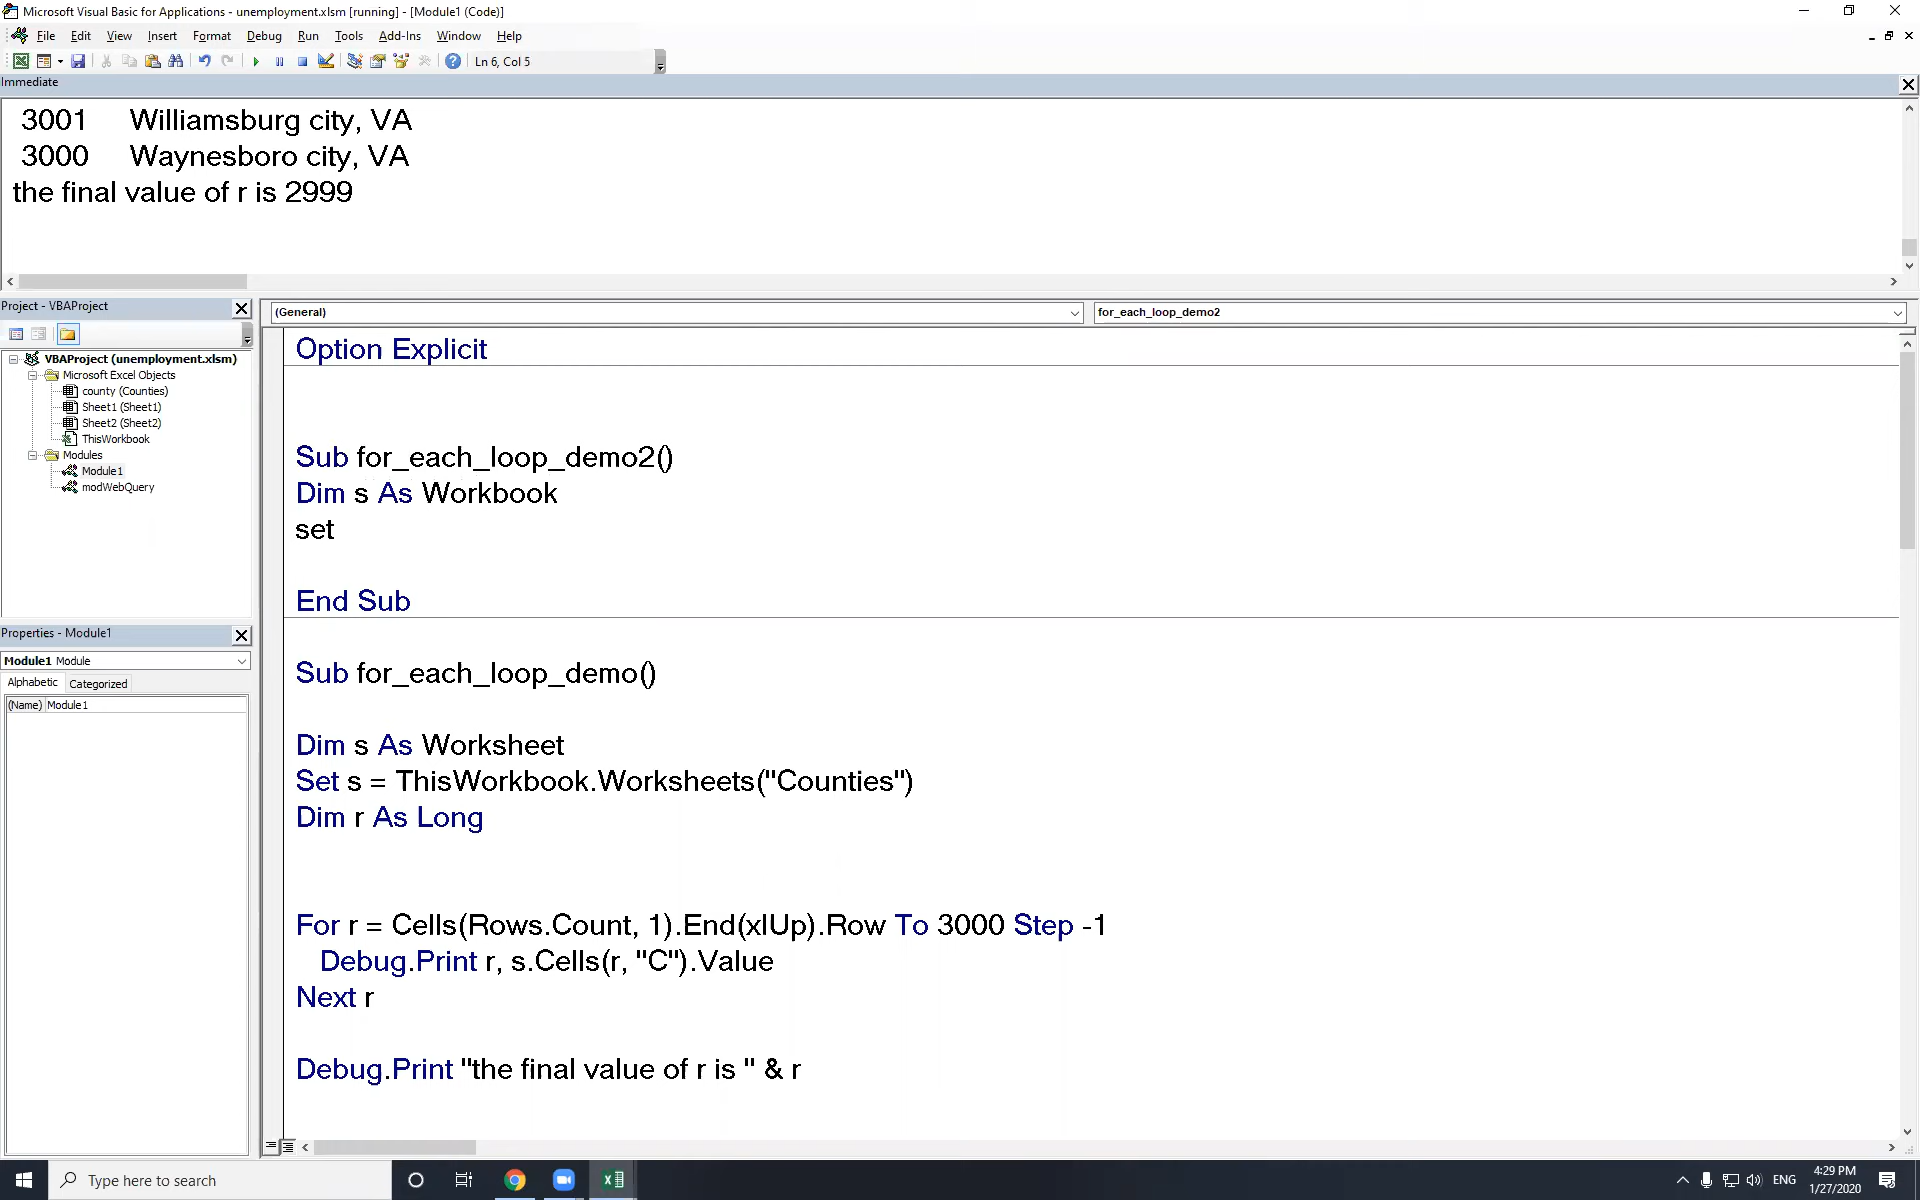 Microsoft Visual Basic for Applications - unemployment.xlsm [running] - [Module1 (Code)]
File Edit View Insert Format Debug Run Tools Add-Ins Window Help
Ln 6, Col 5
Immediate
3001 Williamsburg city, VA
3000 Waynesboro city, VA
the final value of r is 2999
Project - VBAProject
VBAProject (unemployment.xlsm)
Microsoft Excel Objects
county (Counties)
Sheet1 (Sheet1)
Sheet2 (Sheet2)
ThisWorkbook
Modules
Module1
modWebQuery
Properties - Module1
Module1 Module
Alphabetic Categorized
(Name) Module1
(General) for_each_loop_demo2
Option Explicit
Sub for_each_loop_demo2()
Dim s As Workbook
set
End Sub
Sub for_each_loop_demo()
Dim s As Worksheet
Set s = ThisWorkbook.Worksheets("Counties")
Dim r As Long
For r = Cells(Rows.Count, 1).End(xlUp).Row To 3000 Step -1
Debug.Print r, s.Cells(r, "C").Value
Next r
Debug.Print "the final value of r is " & r
Type here to search
ENG
4:29 PM
1/27/2020